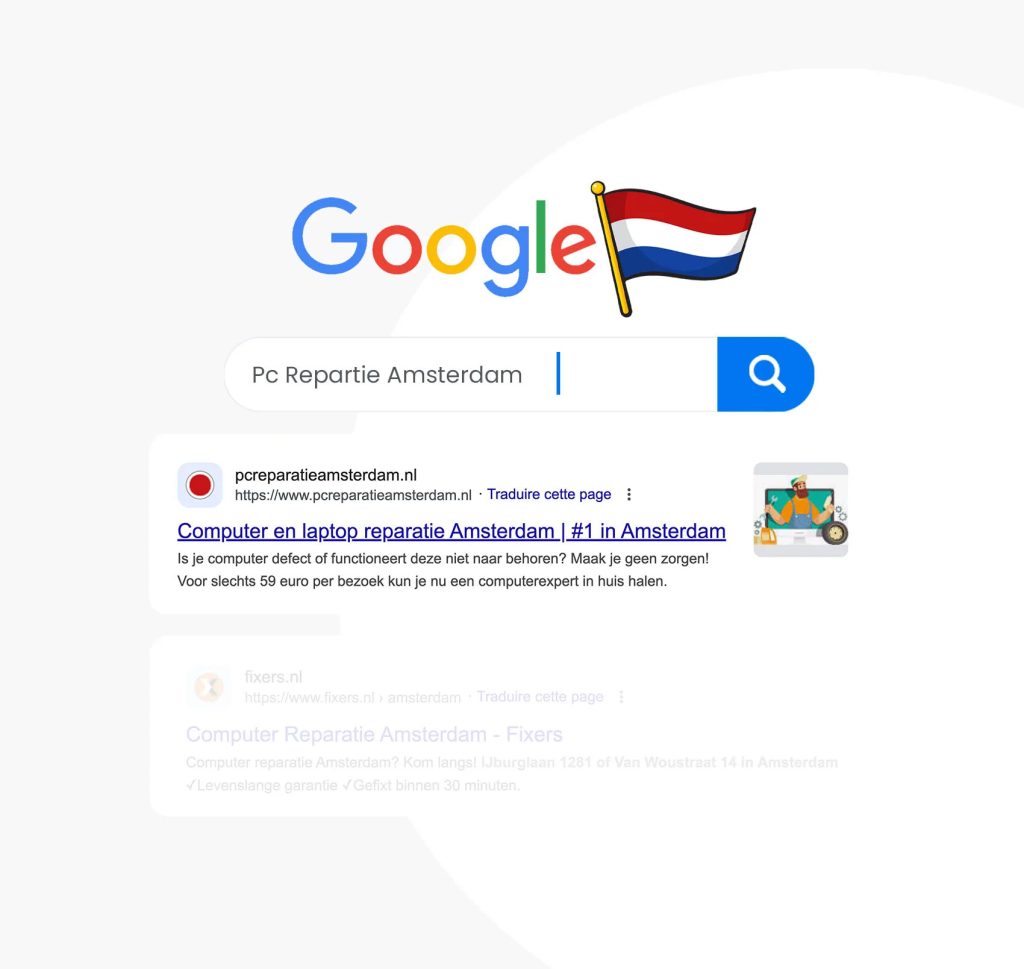 Google
Pc Repartie Amsterdam
pcreparatieamsterdam.nl
https://www.pcreparatieamsterdam.nl · Traduire cette page
Computer en laptop reparatie Amsterdam | #1 in Amsterdam
Is je computer defect of functioneert deze niet naar behoren? Maak je geen zorgen!
Voor slechts 59 euro per bezoek kun je nu een computerexpert in huis halen.
fixers.nl
https://www.fixers.nl › amsterdam · Traduire cette page
Computer Reparatie Amsterdam - Fixers
Computer reparatie Amsterdam? Kom langs! IJburglaan 1281 of Van Woustraat 14 in Amsterdam
✓Levenslange garantie ✓Gefixt binnen 30 minuten.